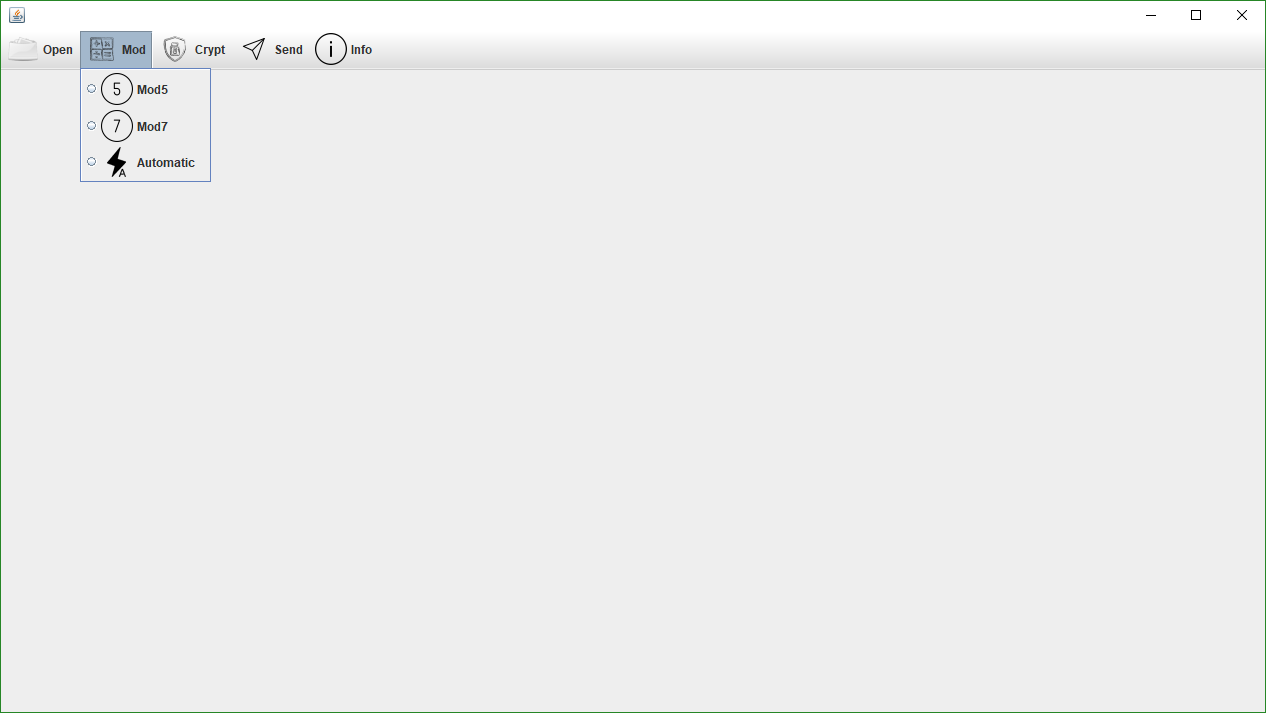 Open Mod Crypt Send i Info
5 Mod5
7 Mod7
A Automatic